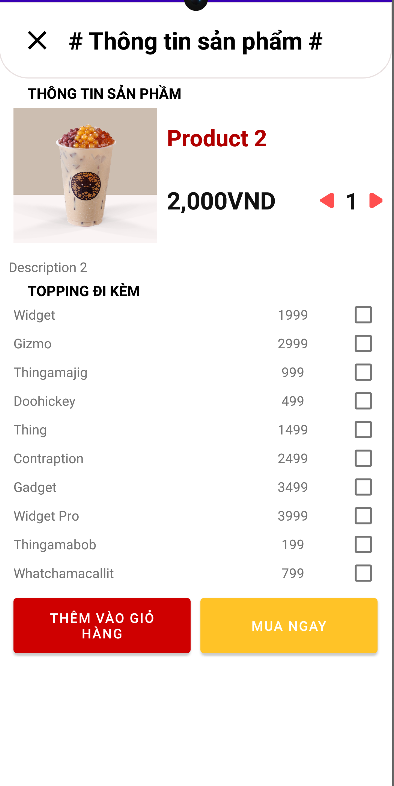 # Thông tin sản phẩm #
THÔNG TIN SẢN PHẦM
Product 2
2,000VND 1
Description 2
TOPPING ĐI KÈM
Widget 1999
Gizmo 2999
Thingamajig 999
Doohickey 499
Thing 1499
Contraption 2499
Gadget 3499
Widget Pro 3999
Thingamabob 199
Whatchamacallit 799
THÊM VÀO GIỎ
HÀNG
MUA NGAY